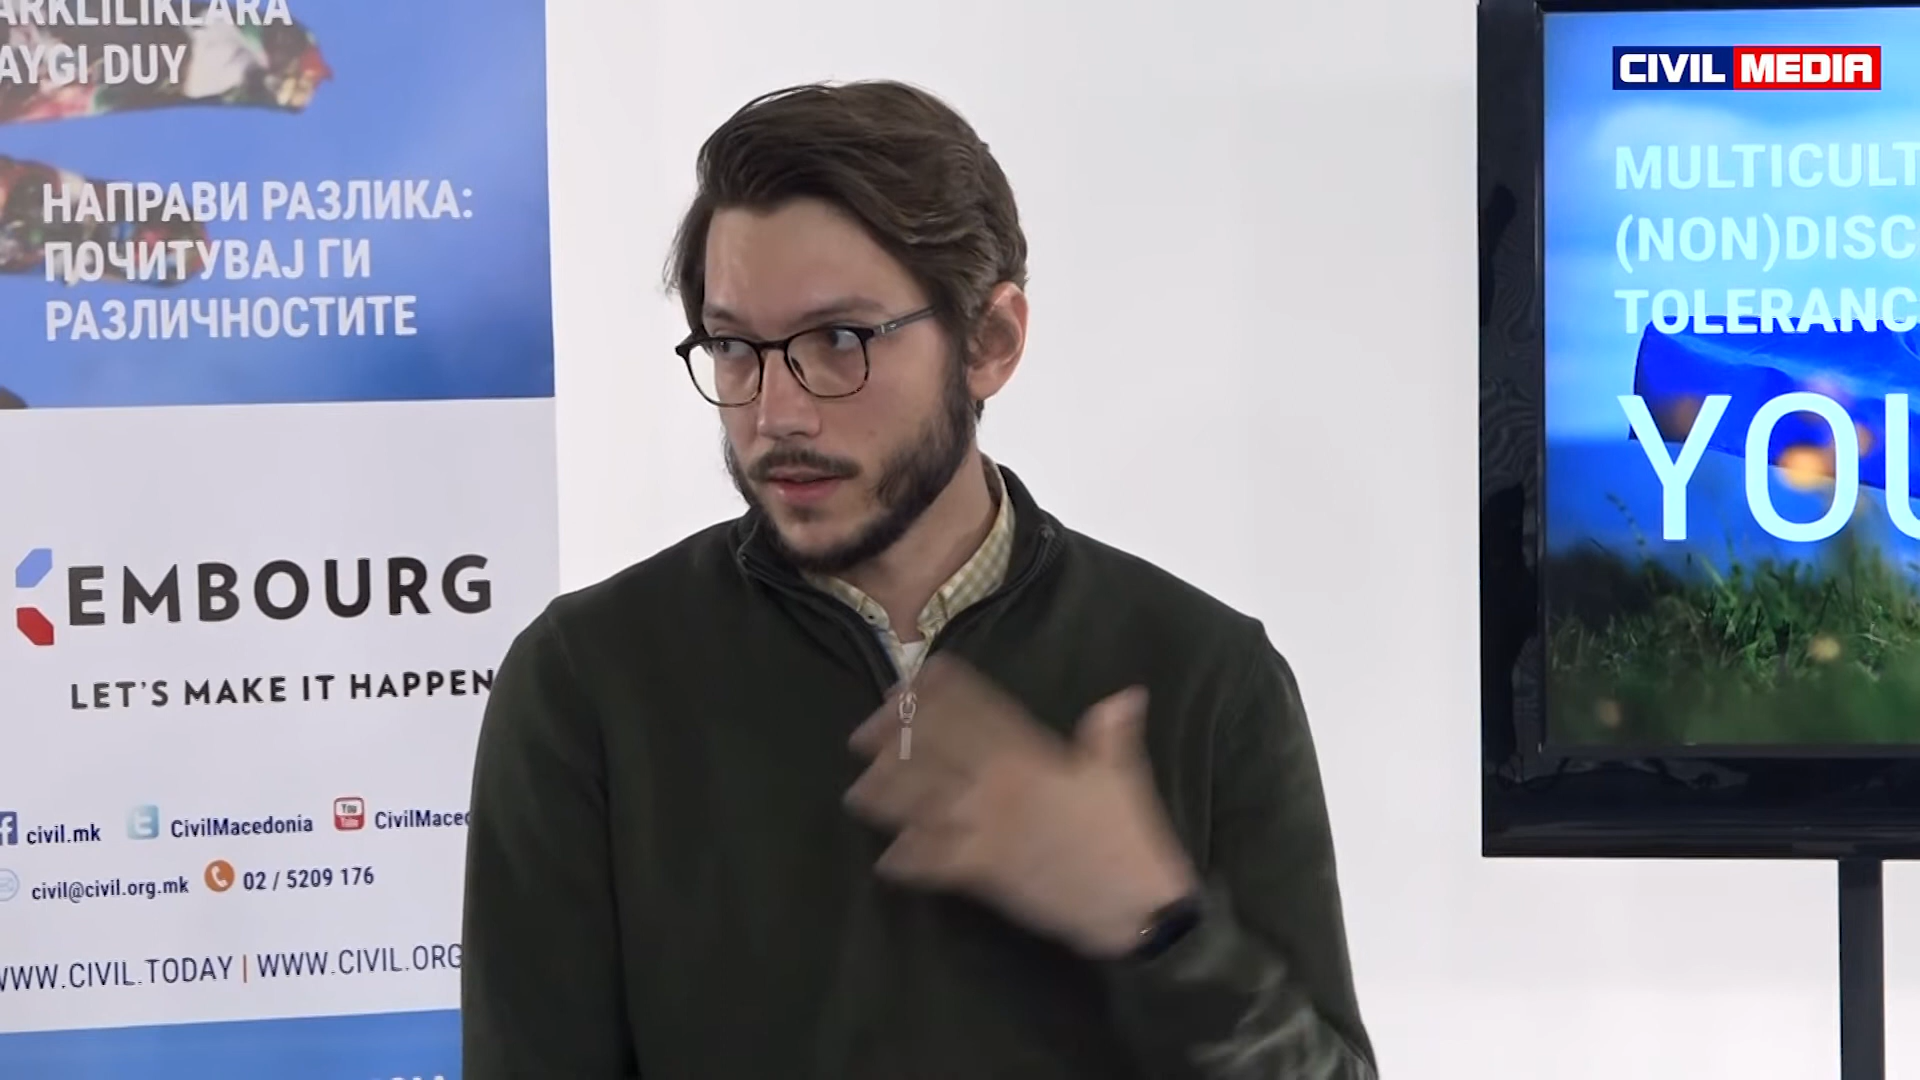 AYGI DUY
НАПРАВИ РАЗЛИКА:
ПОЧИТУВАЈ ГИ
РАЗЛИЧНОСТИТЕ
EMBOURG
LET'S MAKE IT HAPPEN
civil.mk
CivilMacedonia
CivilMaced
civil@civil.org.mk
02 / 5209 176
WWW.CIVIL.TODAY | WWW.CIVIL.ORG
CIVIL MEDIA
MULTICULT
(NON)DISC
TOLERANC
YOU